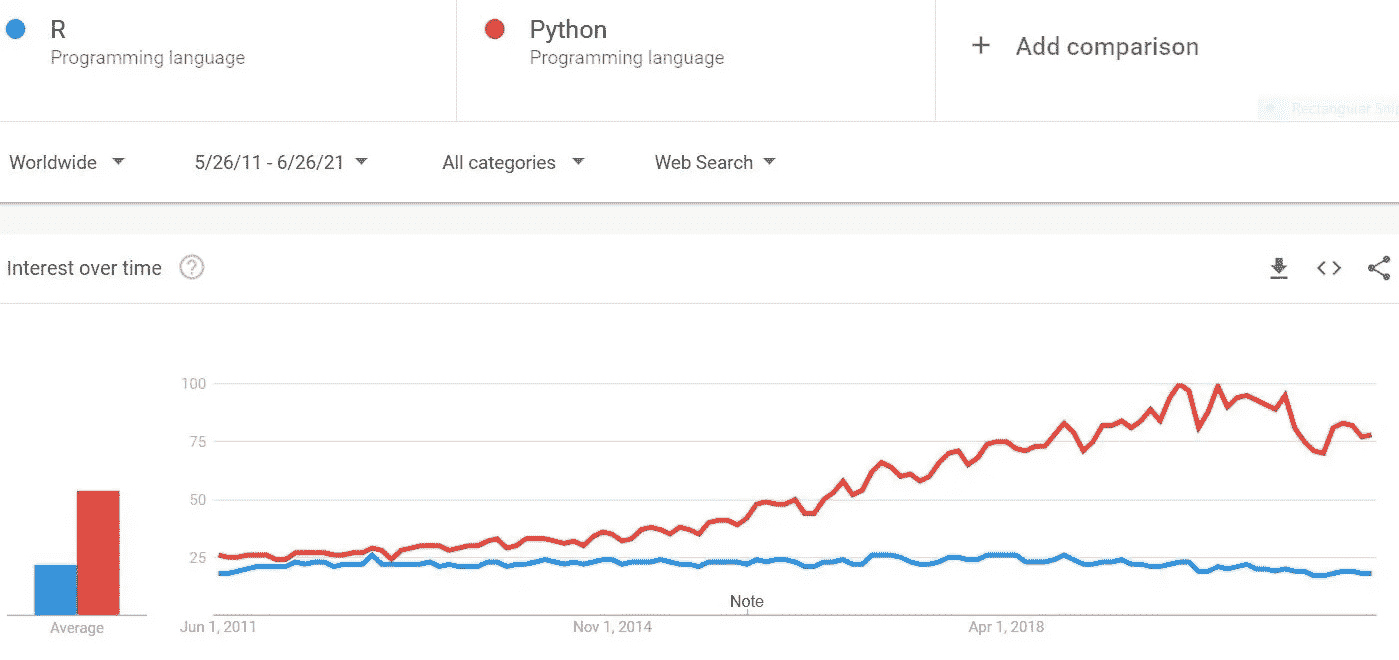 R
Programming language
Python
Programming language
+ Add comparison
Worldwide
5/26/11 - 6/26/21
All categories
Web Search
Interest over time ?
100
75
50
25
Note
Average
Jun 1, 2011
Nov 1, 2014
Apr 1, 2018